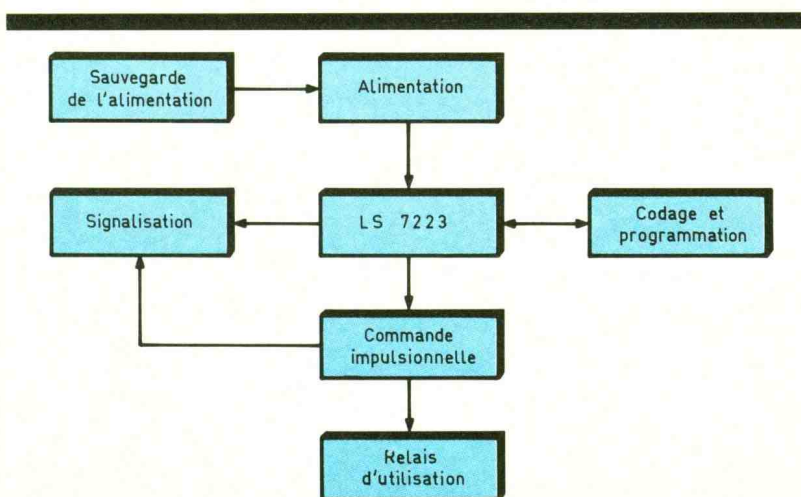 Sauvegarde
de l'alimentation
Alimentation
Signalisation
LS 7223
Codage et
programmation
Commande
impulsionnelle
Relais
d'utilisation